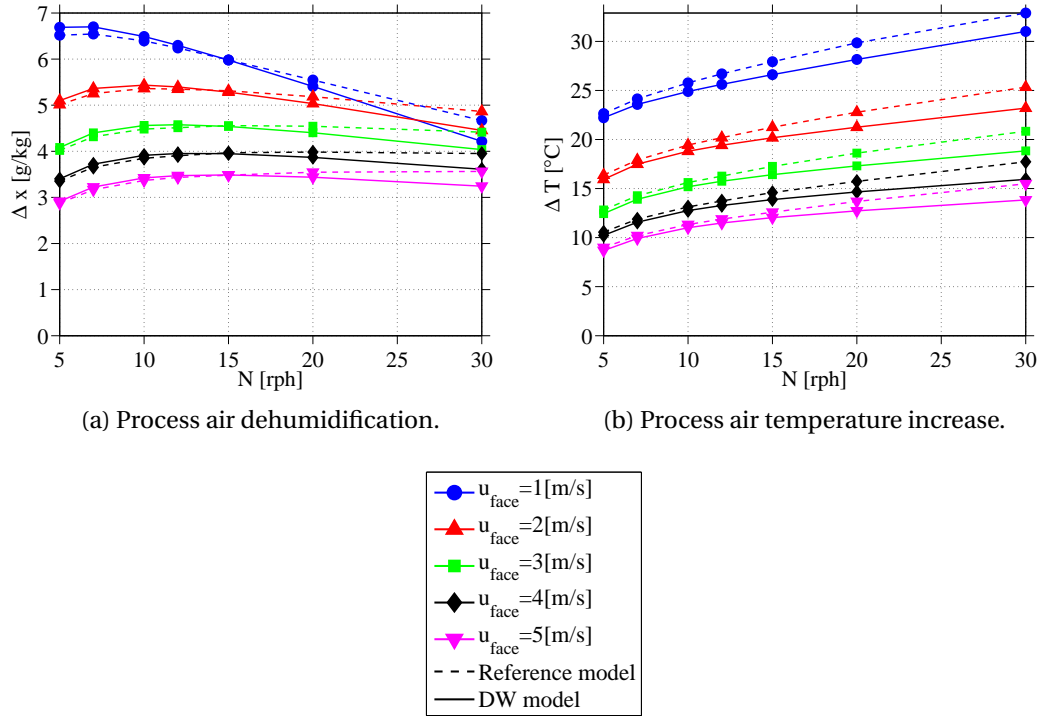 7
6
5
4
3
2
1
0
Δ x [g/kg]
5 10 15 20 25 30
N [rph]
(a) Process air dehumidification.
30
25
20
15
10
5
0
Δ T [°C]
5 10 15 20 25 30
N [rph]
(b) Process air temperature increase.
u_face=1[m/s]
u_face=2[m/s]
u_face=3[m/s]
u_face=4[m/s]
u_face=5[m/s]
Reference model
DW model